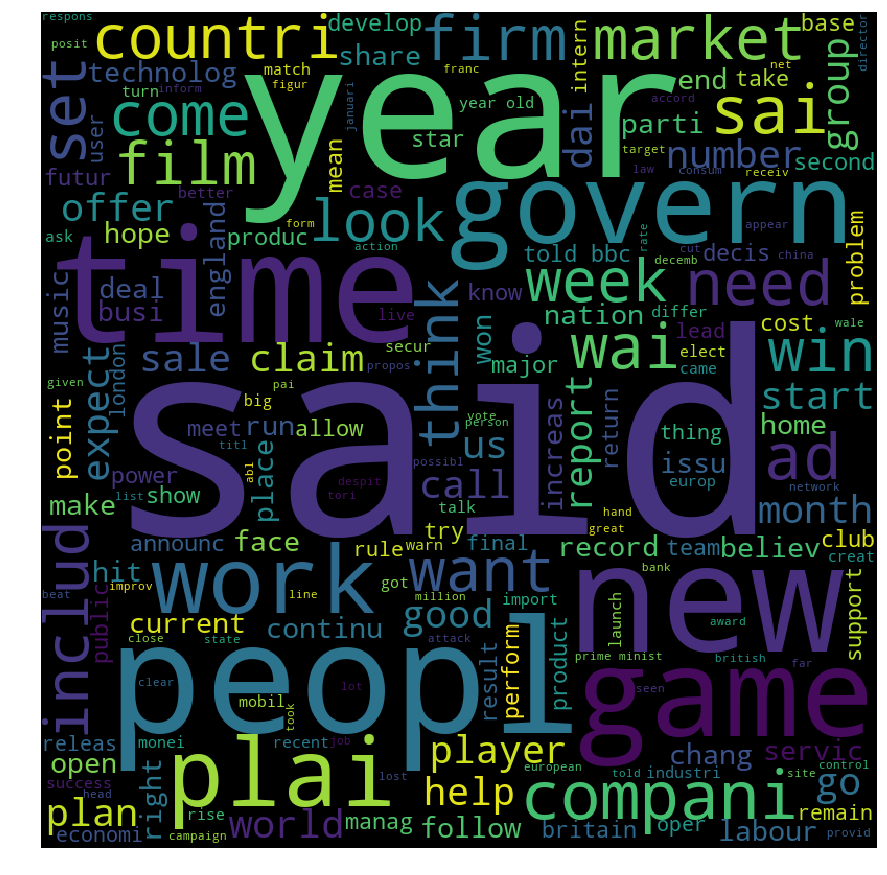 respons
develop
countri
firm
market
base
director
posit
share
intern
year
technolog
match
franc
end
take
set
turn
inform
figur
januari
year old
accord
net
group
come
user
star
dai
parti
sai
film
mean
target
number
second
futur
better
case
law
consum
receiv
offer
look
govern
form
appear
ask
hope
produc
action
told bbc
rate
cut
decis
china
problem
england
time
decemb
week
need
music
deal
know
busi
live
think
nation
differ
lead
cost
wale
sale
claim
secur
won
major
wai
elect
win
came
given
propos
pai
said
start
london
big
vote
person
home
point
expect
meet
run
allow
us
report
return
thing
titl
increas
issu
ad
power
abl
possibl
europ
place
despit
call
network
list
show
tori
make
talk
month
hand
great
try
announc
face
rule
warn
final
record
team
believ
club
hit
want
new
creat
includ
public
beat
improv
work
got
bank
line
million
import
good
launch
award
support
current
continu
close
state
attack
product
prime minist
british
far
result
perform
peopl
game
clear
lot
seen
mobil
took
releas
monei
recent
job
player
chang
servic
open
right
plai
lost
european
told
industri
site
control
success
help
compani
go
plan
rise
remain
head
economi
campaign
world
manag
follow
britain
oper
labour
provid